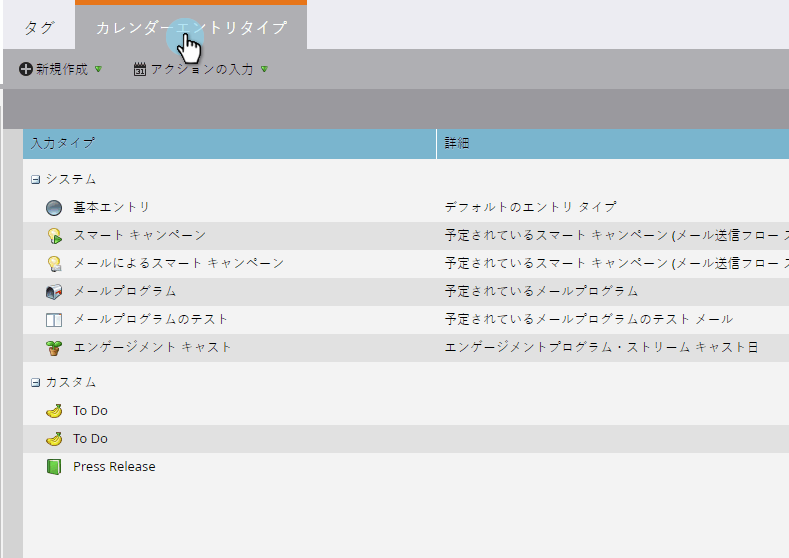 タグ カレンダーエントリタイプ
新規作成 アクションの入力
入力タイプ 詳細
システム
基本エントリ デフォルトのエントリ タイプ
スマート キャンペーン 予定されているスマート キャンペーン (メール送信フロー ス
メールによるスマート キャンペーン 予定されているスマート キャンペーン (メール送信フロー ス
メールプログラム 予定されているメールプログラム
メールプログラムのテスト 予定されているメールプログラムのテスト メール
エンゲージメント キャスト エンゲージメントプログラム・ストリーム キャスト日
カスタム
To Do
To Do
Press Release